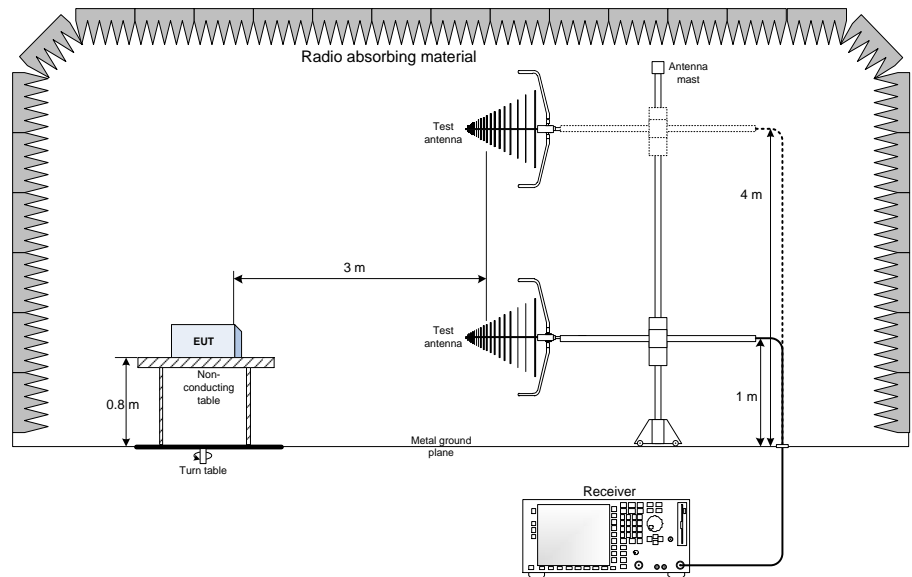 Radio absorbing material
Antenna
mast
Test
antenna
4 m
3 m
Test
antenna
EUT
Non-
conducting
table
0.8 m
1 m
Metal ground
plane
Turn table
Receiver